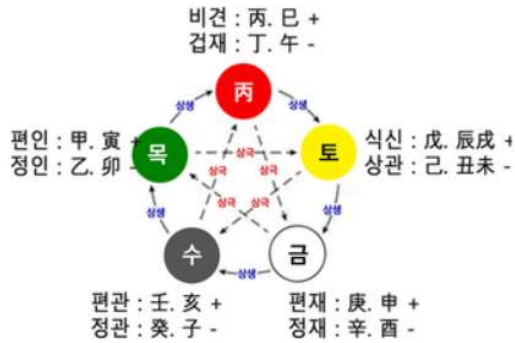 비견 : 丙. 巳 +
겁재 : 丁. 午 -
丙
상생
상생
편인 : 甲. 寅 +
정인 : 乙. 卯 -
목
상극
토
식신 : 戊. 辰戌 +
상관 : 己. 丑未 -
상극
상극
상극
상극
상생
상생
수
금
상생
편관 : 壬. 亥 +
정관 : 癸. 子 -
편재 : 庚. 申 +
정재 : 辛. 酉 -